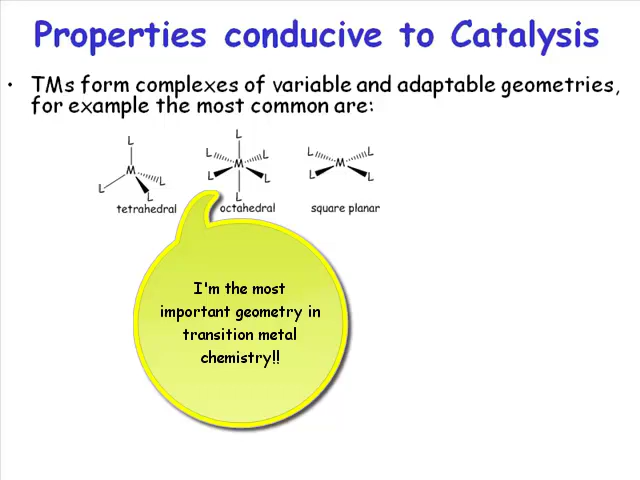 Properties conducive to Catalysis
• TMs form complexes of variable and adaptable geometries,
for example the most common are:
L
L M L
L
tetrahedral
L
L L
M
L L
L
octahedral
L L
M
L L
square planar
I'm the most
important geometry in
transition metal
chemistry!!